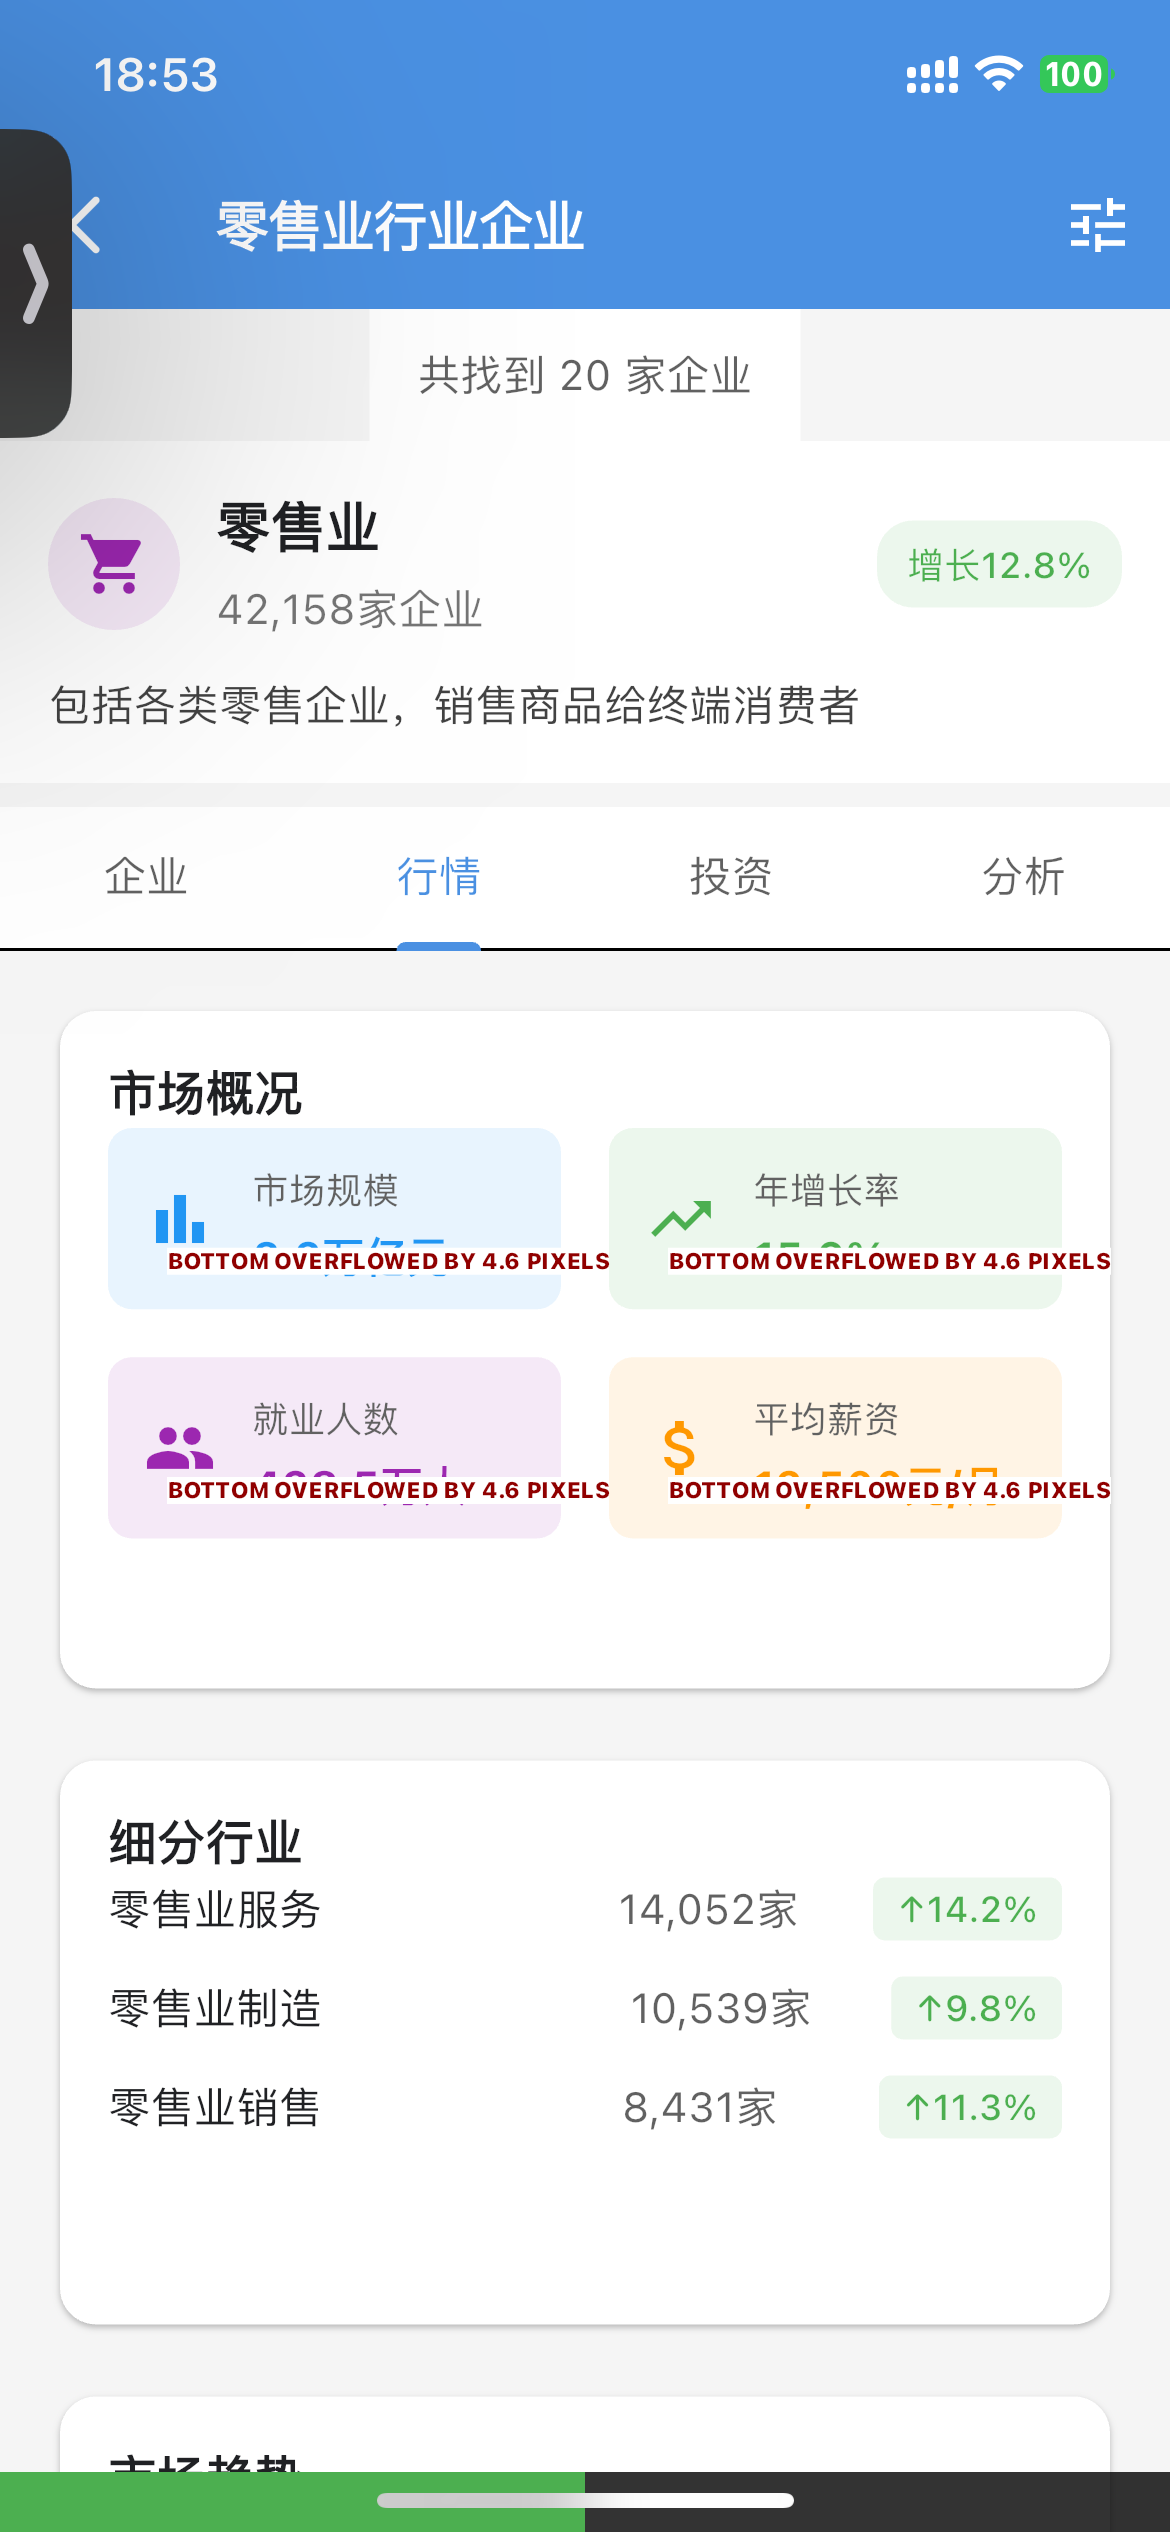 18:53
100
零售业行业企业
共找到 20 家企业
零售业
42,158家企业
增长12.8%
包括各类零售企业，销售商品给终端消费者
企业
行情
投资
分析
市场概况
市场规模
BOTTOM OVERFLOWED BY 4.6 PIXELS
年增长率
BOTTOM OVERFLOWED BY 4.6 PIXELS
就业人数
BOTTOM OVERFLOWED BY 4.6 PIXELS
平均薪资
BOTTOM OVERFLOWED BY 4.6 PIXELS
细分行业
零售业服务 14,052家 ↑14.2%
零售业制造 10,539家 ↑9.8%
零售业销售 8,431家 ↑11.3%
市场趋势